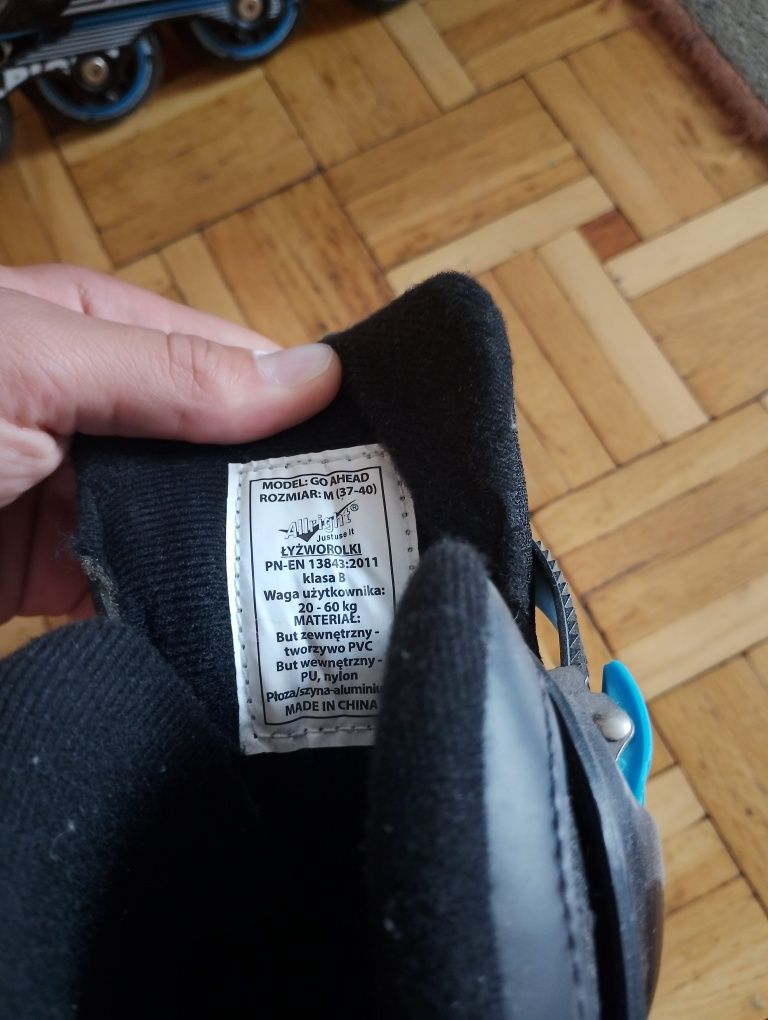 MODEL: GO AHEAD
ROZMIAR: M (37-40)
Allright®
Just use it
ŁYŻWOROLKI
PN-EN 13843:2011
klasa B
Waga użytkownika:
20 - 60 kg
MATERIAŁ:
But zewnętrzny -
tworzywo PVC
But wewnętrzny -
PU, nylon
Płoza/szyna-aluminiu
MADE IN CHINA